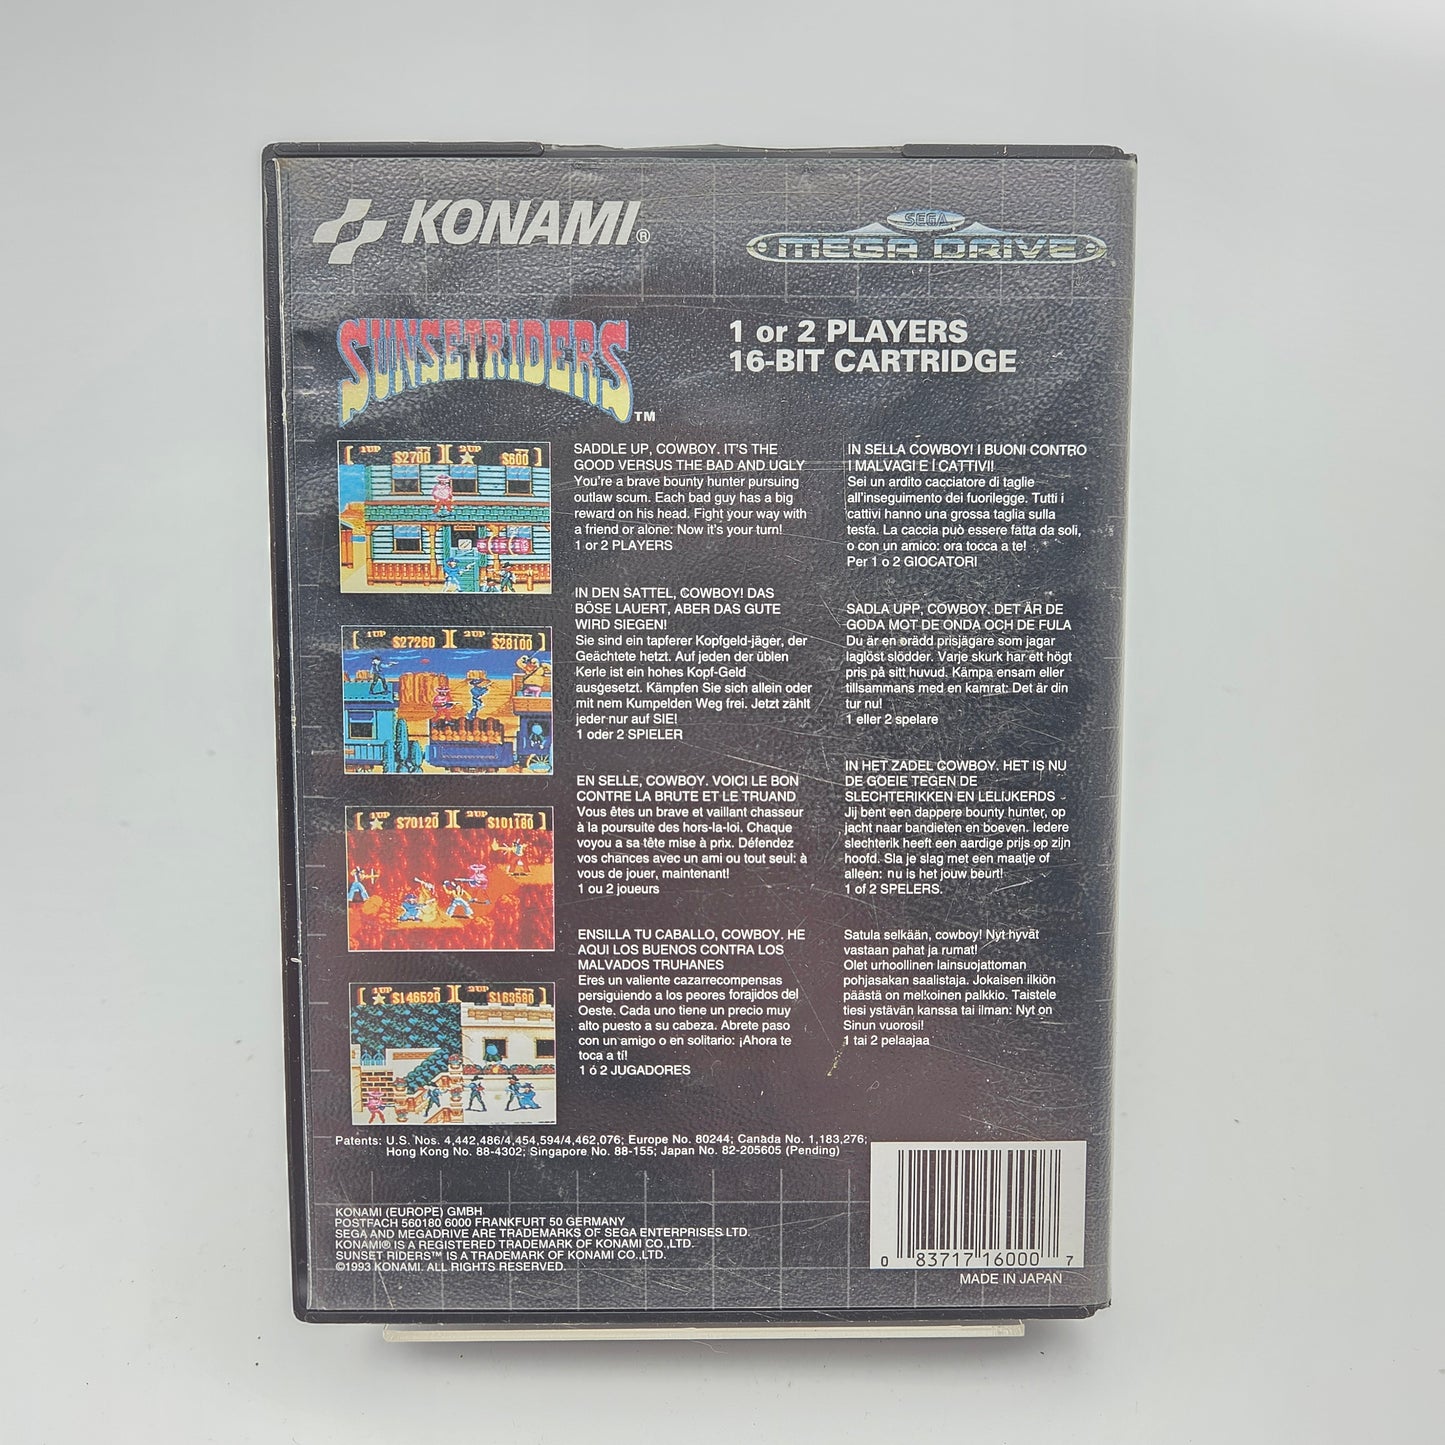 KONAMI®
SEGA
MEGA DRIVE
SUNSETRIDERS™
1 or 2 PLAYERS
16-BIT CARTRIDGE
1UP 2UP
$2700 $600
SADDLE UP, COWBOY. IT'S THE
GOOD VERSUS THE BAD AND UGLY
You're a brave bounty hunter pursuing
outlaw scum. Each bad guy has a big
reward on his head. Fight your way with
a friend or alone: Now it's your turn!
1 or 2 PLAYERS
1UP 2UP
$27260 $28100
IN DEN SATTEL, COWBOY! DAS
BÖSE LAUERT, ABER DAS GUTE
WIRD SIEGEN!
Sie sind ein tapferer Kopfgeld-jäger, der
Geächtete hetzt. Auf jeden der üblen
Kerle ist ein hohes Kopf-Geld
ausgesetzt. Kämpfen Sie sich allein oder
mit nem Kumpelden Weg frei. Jetzt zählt
jeder nur auf SIE!
1 oder 2 SPIELER
1UP 2UP
$70120 $101180
EN SELLE, COWBOY. VOICI LE BON
CONTRE LA BRUTE ET LE TRUAND
Vous êtes un brave et vaillant chasseur
à la poursuite des hors-la-loi. Chaque
voyou a sa tête mise à prix. Défendez
vos chances avec un ami ou tout seul: à
vous de jouer, maintenant!
1 ou 2 joueurs
1UP 2UP
$146520 $163580
ENSILLA TU CABALLO, COWBOY. HE
AQUI LOS BUENOS CONTRA LOS
MALVADOS TRUHANES
Eres un valiente cazarrecompensas
persiguiendo a los peores forajidos del
Oeste. Cada uno tiene un precio muy
alto puesto a su cabeza. Abrete paso
con un amigo o en solitario: ¡Ahora te
toca a tí!
1 ó 2 JUGADORES
IN SELLA COWBOY! I BUONI CONTRO
I MALVAGI E I CATTIVI!
Sei un ardito cacciatore di taglie
all'inseguimento dei fuorilegge. Tutti i
cattivi hanno una grossa taglia sulla
testa. La caccia può essere fatta da soli,
o con un amico: ora tocca a te!
Per 1 o 2 GIOCATORI
SADLA UPP, COWBOY. DET ÄR DE
GODA MOT DE ONDA OCH DE FULA
Du är en orädd prisjägare som jagar
laglöst slödder. Varje skurk har ett högt
pris på sitt huvud. Kämpa ensam eller
tillsammans med en kamrat: Det är din
tur nu!
1 eller 2 spelare
IN HET ZADEL COWBOY. HET IS NU
DE GOEIE TEGEN DE
SLECHTERIKKEN EN LELIJKERDS
Jij bent een dappere bounty hunter, op
jacht naar bandieten en boeven. Iedere
slechterik heeft een aardige prijs op zijn
hoofd. Sla je slag met een maatje of
alleen: nu is het jouw beurt!
1 of 2 SPELERS.
Satula selkään, cowboy! Nyt hyvät
vastaan pahat ja rumat!
Olet urhoollinen lainsuojattoman
pohjasakan saalistaja. Jokaisen ilkiön
päästä on melkoinen palkkio. Taistele
tiesi ystävän kanssa tai ilman: Nyt on
Sinun vuorosi!
1 tai 2 pelaajaa
Patents: U.S. Nos. 4,442,486/4,454,594/4,462,076; Europe No. 80244; Canada No. 1,183,276;
Hong Kong No. 88-4302; Singapore No. 88-155; Japan No. 82-205605 (Pending)
KONAMI (EUROPE) GMBH
POSTFACH 560180 6000 FRANKFURT 50 GERMANY
SEGA AND MEGADRIVE ARE TRADEMARKS OF SEGA ENTERPRISES LTD.
KONAMI® IS A REGISTERED TRADEMARK OF KONAMI CO.,LTD.
SUNSET RIDERS™ IS A TRADEMARK OF KONAMI CO.,LTD.
©1993 KONAMI. ALL RIGHTS RESERVED.
0 83717 16000 7
MADE IN JAPAN